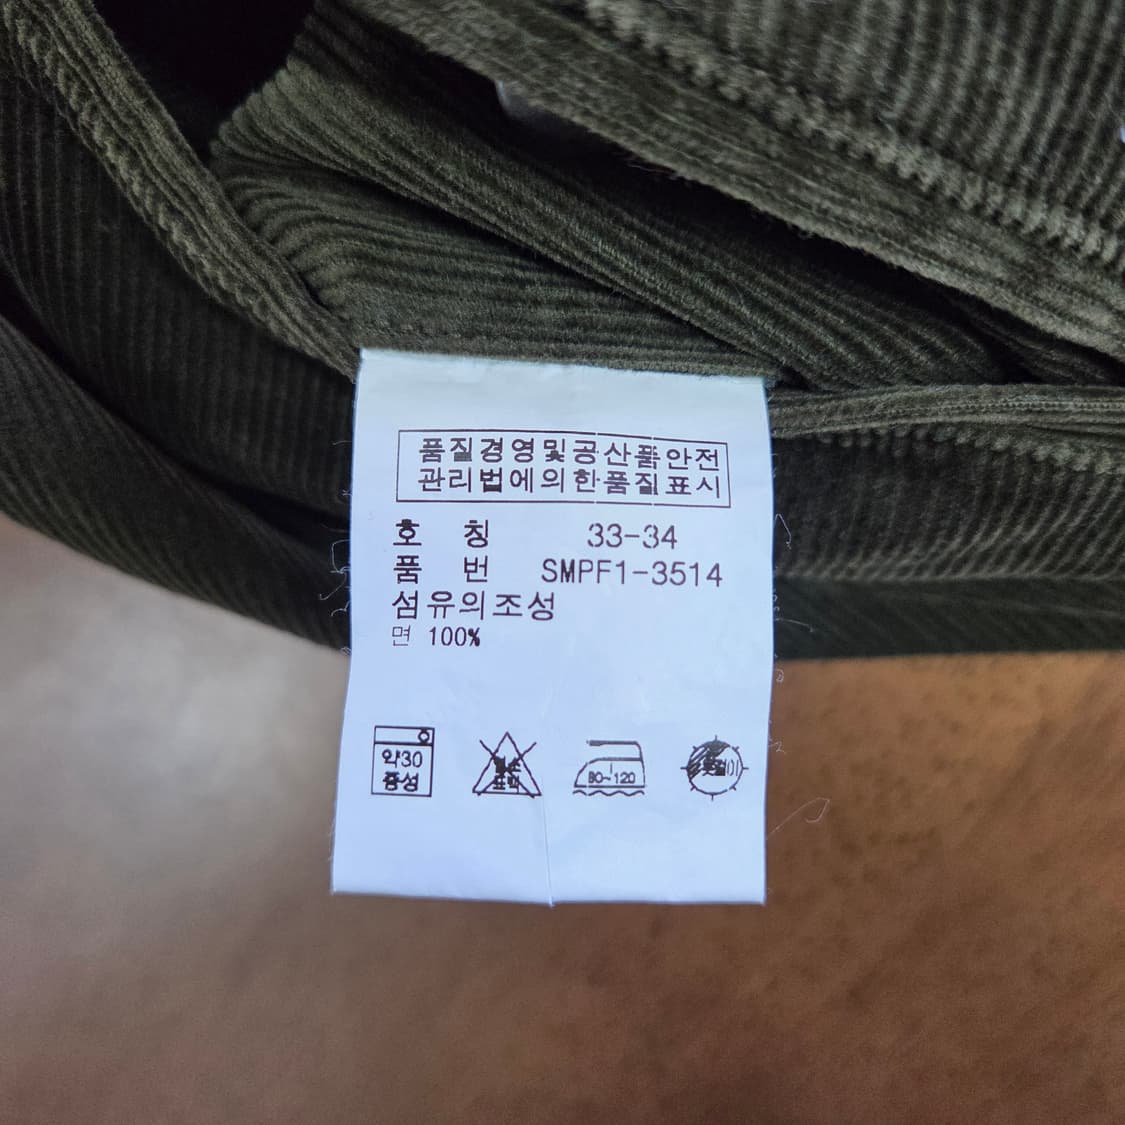 품질경영및공산품안전
관리법에의한품질표시
호 칭 33-34
품 번 SMPF1-3514
섬유의조성
면 100%
약30
중성
80~120